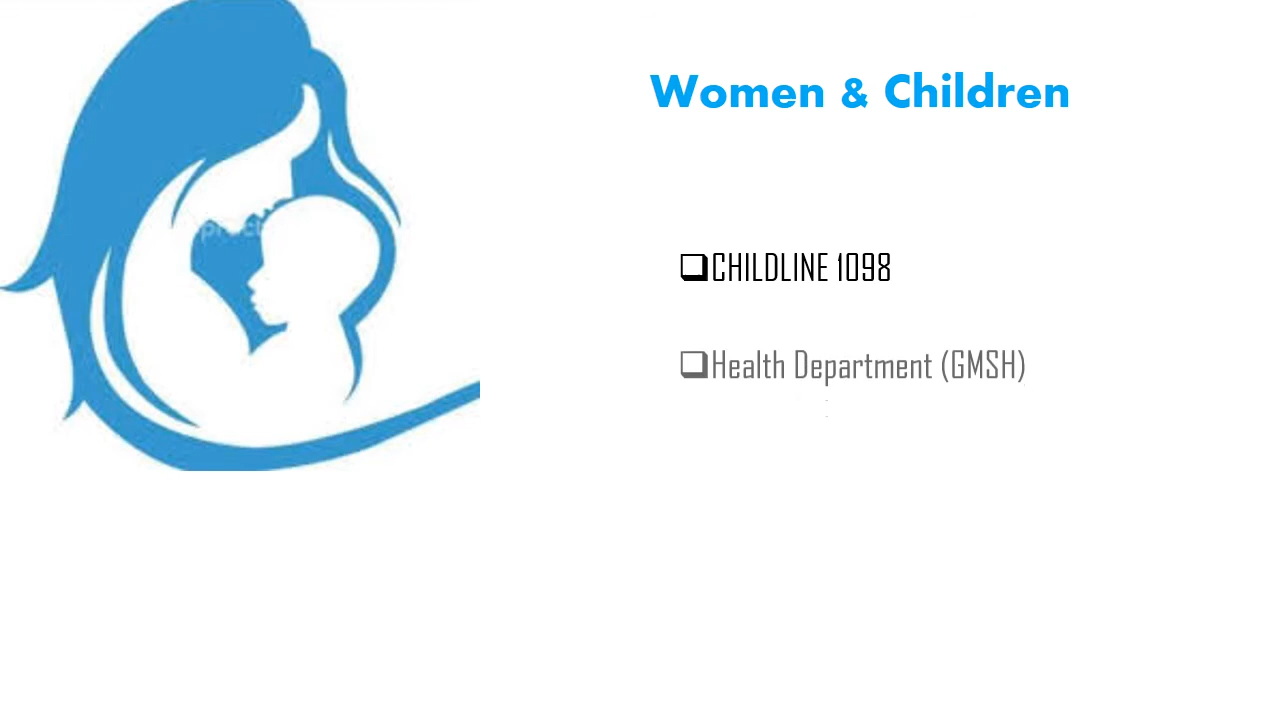 Women & Children
❑CHILDLINE 1098
❑Health Department (GMSH)